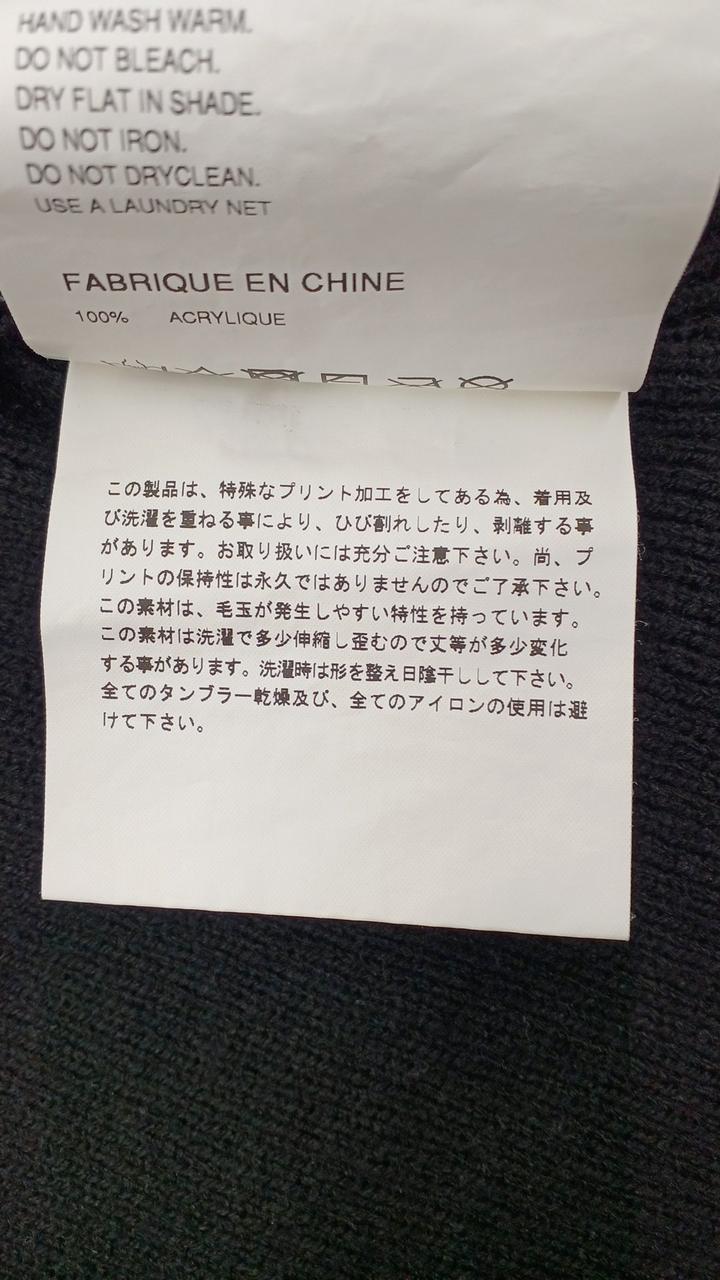 HAND WASH WARM.
DO NOT BLEACH.
DRY FLAT IN SHADE.
DO NOT IRON.
DO NOT DRYCLEAN.
USE A LAUNDRY NET
FABRIQUE EN CHINE
100% ACRYLIQUE
この製品は、特殊なプリント加工をしてある為、着用及
び洗濯を重ねる事により、ひび割れしたり、剥離する事
があります。お取り扱いには充分ご注意下さい。尚、プ
リントの保持性は永久ではありませんのでご了承下さい。
この素材は、毛玉が発生しやすい特性を持っています。
この素材は洗濯で多少伸縮し歪むので丈等が多少変化
する事があります。洗濯時は形を整え日陰干しして下さい。
全てのタンブラー乾燥及び、全てのアイロンの使用は避
けて下さい。